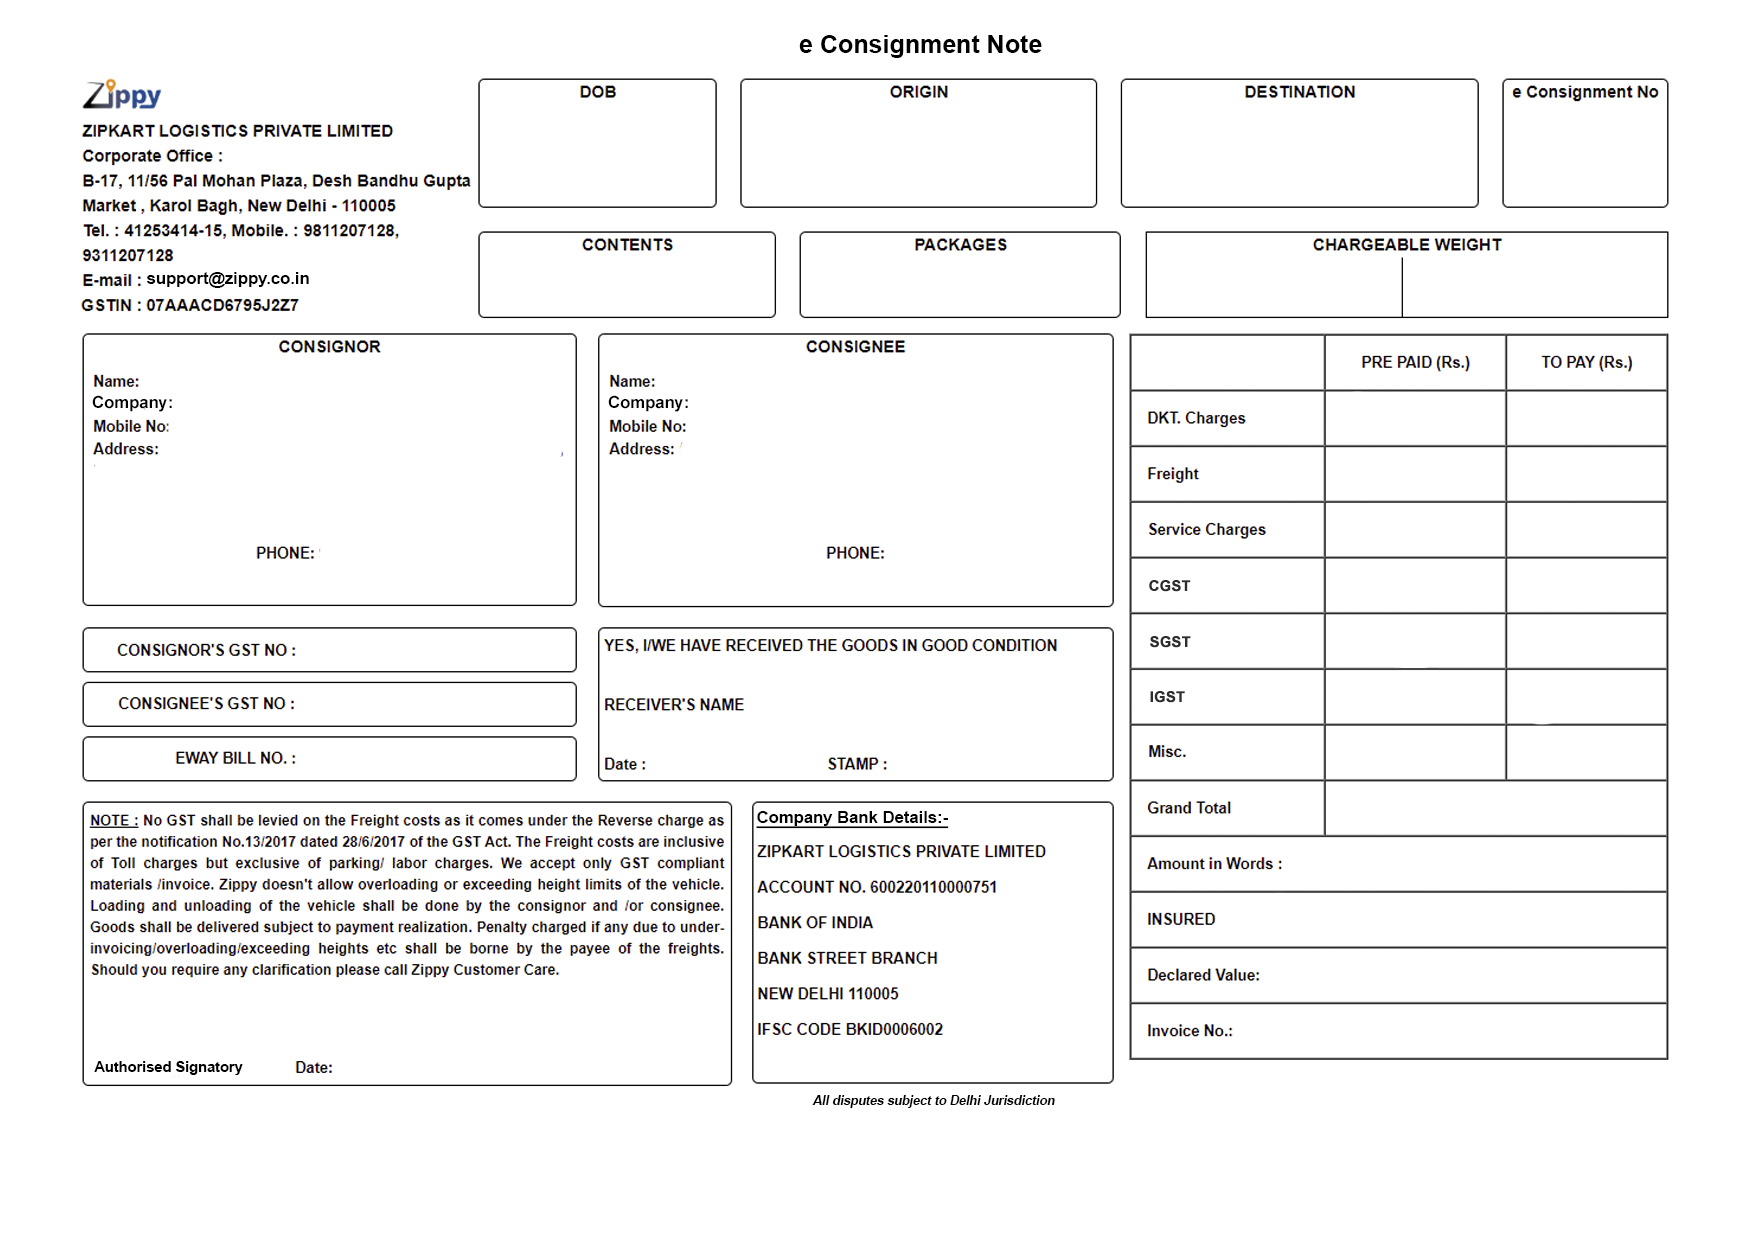 e Consignment Note
Zippy
ZIPKART LOGISTICS PRIVATE LIMITED
Corporate Office :
B-17, 11/56 Pal Mohan Plaza, Desh Bandhu Gupta
Market , Karol Bagh, New Delhi - 110005
Tel. : 41253414-15, Mobile. : 9811207128,
9311207128
E-mail : support@zippy.co.in
GSTIN : 07AAACD6795J2Z7
DOB
ORIGIN
DESTINATION
e Consignment No
CONTENTS
PACKAGES
CHARGEABLE WEIGHT
CONSIGNOR
Name:
Company:
Mobile No:
Address:
PHONE:
CONSIGNEE
Name:
Company:
Mobile No:
Address:
PHONE:
PRE PAID (Rs.)
TO PAY (Rs.)
DKT. Charges
Freight
Service Charges
CGST
SGST
IGST
Misc.
Grand Total
Amount in Words :
INSURED
Declared Value:
Invoice No.:
CONSIGNOR'S GST NO :
CONSIGNEE'S GST NO :
EWAY BILL NO. :
YES, I/WE HAVE RECEIVED THE GOODS IN GOOD CONDITION
RECEIVER'S NAME
Date :
STAMP :
NOTE : No GST shall be levied on the Freight costs as it comes under the Reverse charge as
per the notification No.13/2017 dated 28/6/2017 of the GST Act. The Freight costs are inclusive
of Toll charges but exclusive of parking/ labor charges. We accept only GST compliant
materials /invoice. Zippy doesn't allow overloading or exceeding height limits of the vehicle.
Loading and unloading of the vehicle shall be done by the consignor and /or consignee.
Goods shall be delivered subject to payment realization. Penalty charged if any due to under-
invoicing/overloading/exceeding heights etc shall be borne by the payee of the freights.
Should you require any clarification please call Zippy Customer Care.
Authorised Signatory
Date:
Company Bank Details:-
ZIPKART LOGISTICS PRIVATE LIMITED
ACCOUNT NO. 600220110000751
BANK OF INDIA
BANK STREET BRANCH
NEW DELHI 110005
IFSC CODE BKID0006002
All disputes subject to Delhi Jurisdiction